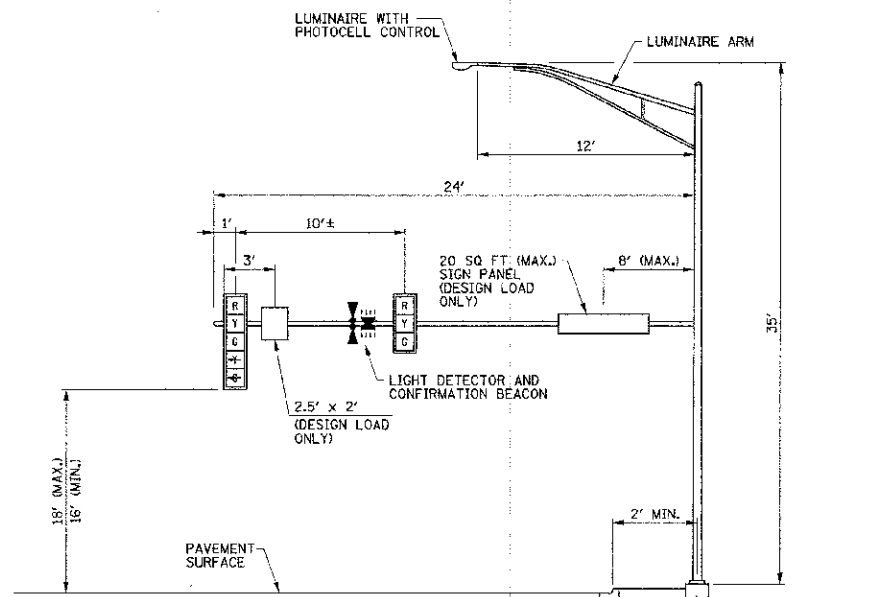 LUMINAIRE WITH
PHOTOCELL CONTROL
LUMINAIRE ARM
12'
24'
1'
10'±
3'
20 SQ FT (MAX.)
SIGN PANEL
(DESIGN LOAD
ONLY)
8' (MAX.)
R
Y
G
Y
G
R
Y
G
35'
LIGHT DETECTOR AND
CONFIRMATION BEACON
2.5' x 2'
(DESIGN LOAD
ONLY)
18' (MAX.)
16' (MIN.)
2' MIN.
PAVEMENT
SURFACE